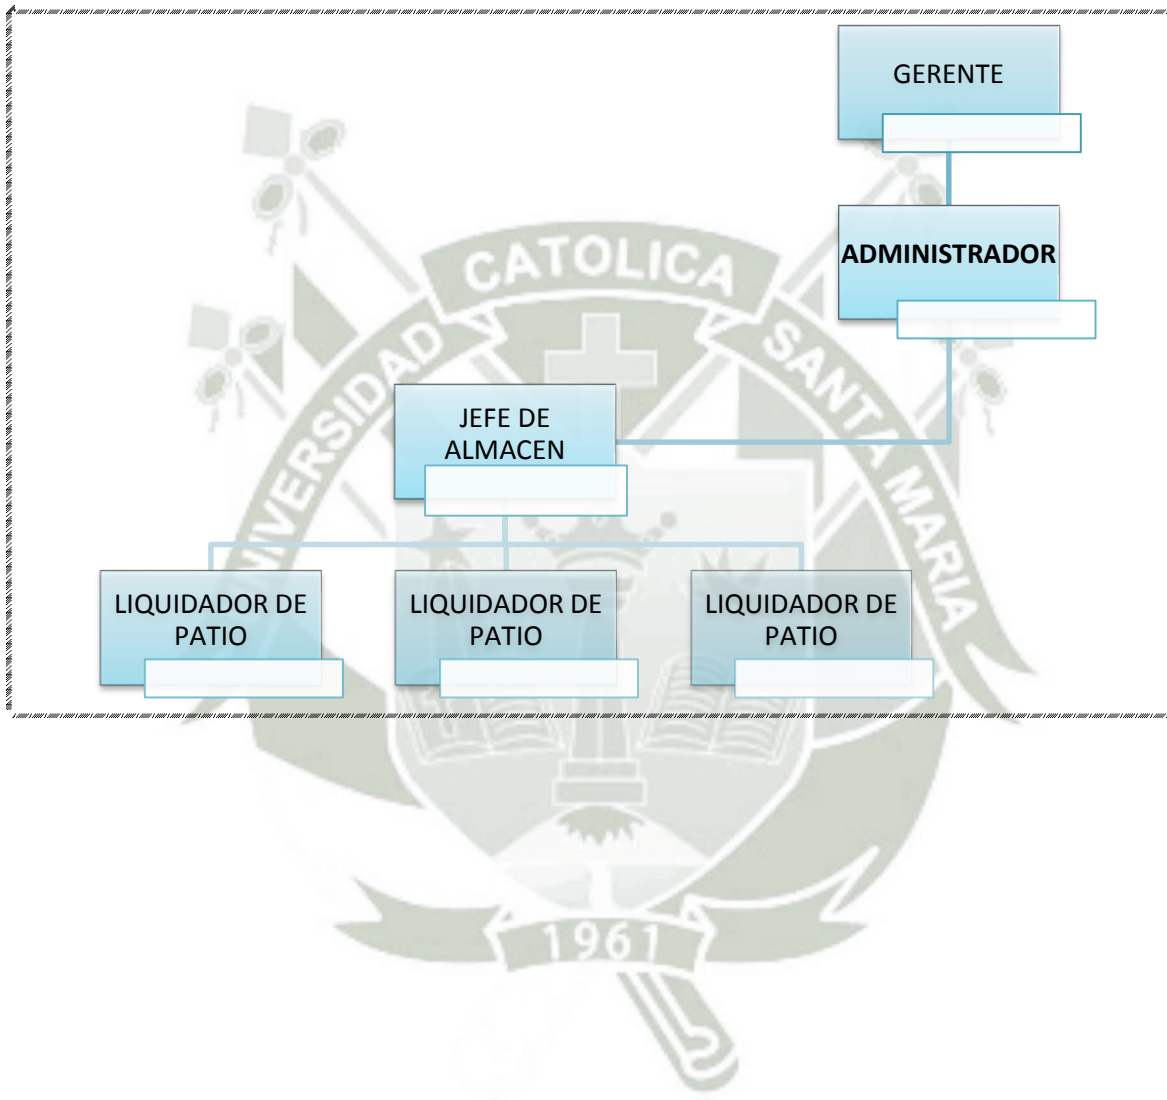 GERENTE
ADMINISTRADOR
JEFE DE
ALMACEN
LIQUIDADOR DE
PATIO
LIQUIDADOR DE
PATIO
LIQUIDADOR DE
PATIO
UNIVERSIDAD CATOLICA SANTA MARIA
1961